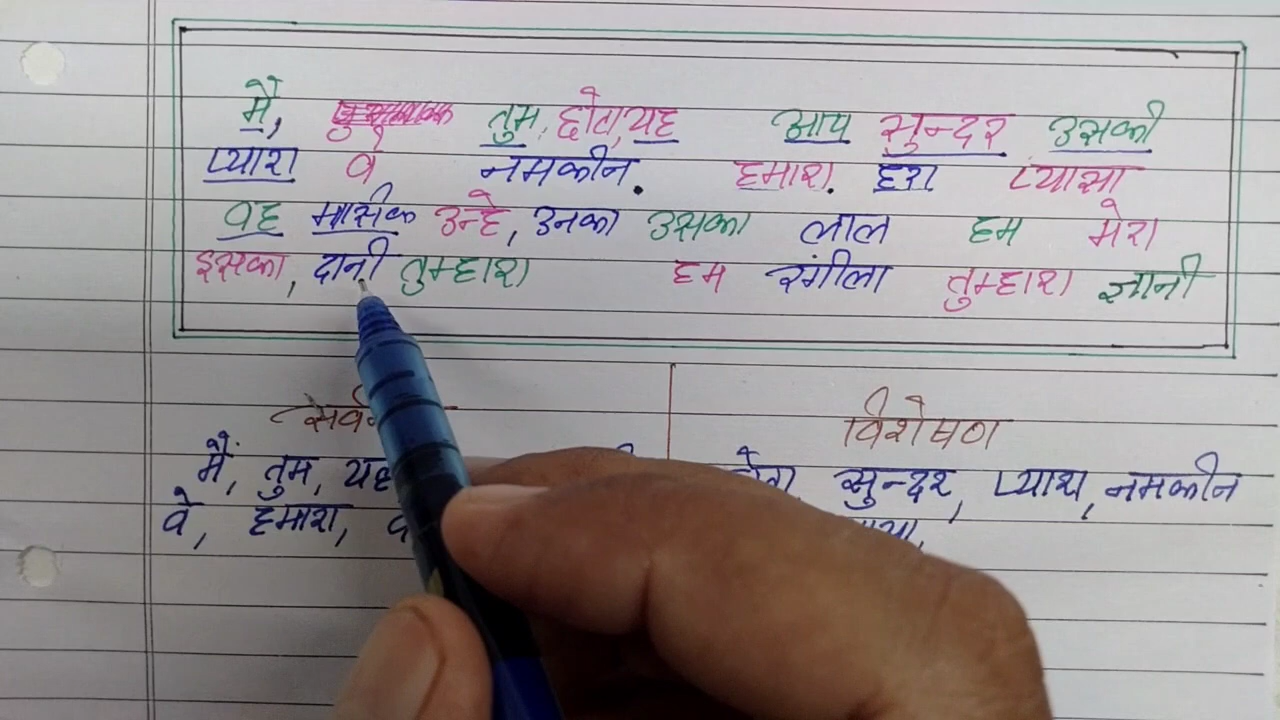 मै, तुम, छोटा, यह आप सुन्दर उसकी
प्यारा वे नमकीन. हमारा. हरा प्यासा
वह मासिक उन्हे, उनका उसका लाल हम मेरा
इसका, दानी तुम्हारा हम रंगीला तुम्हारा ज्ञानी
विशेषण
मैं, तुम, यह सुन्दर, प्यारा, नमकीन
वे, हमारा,